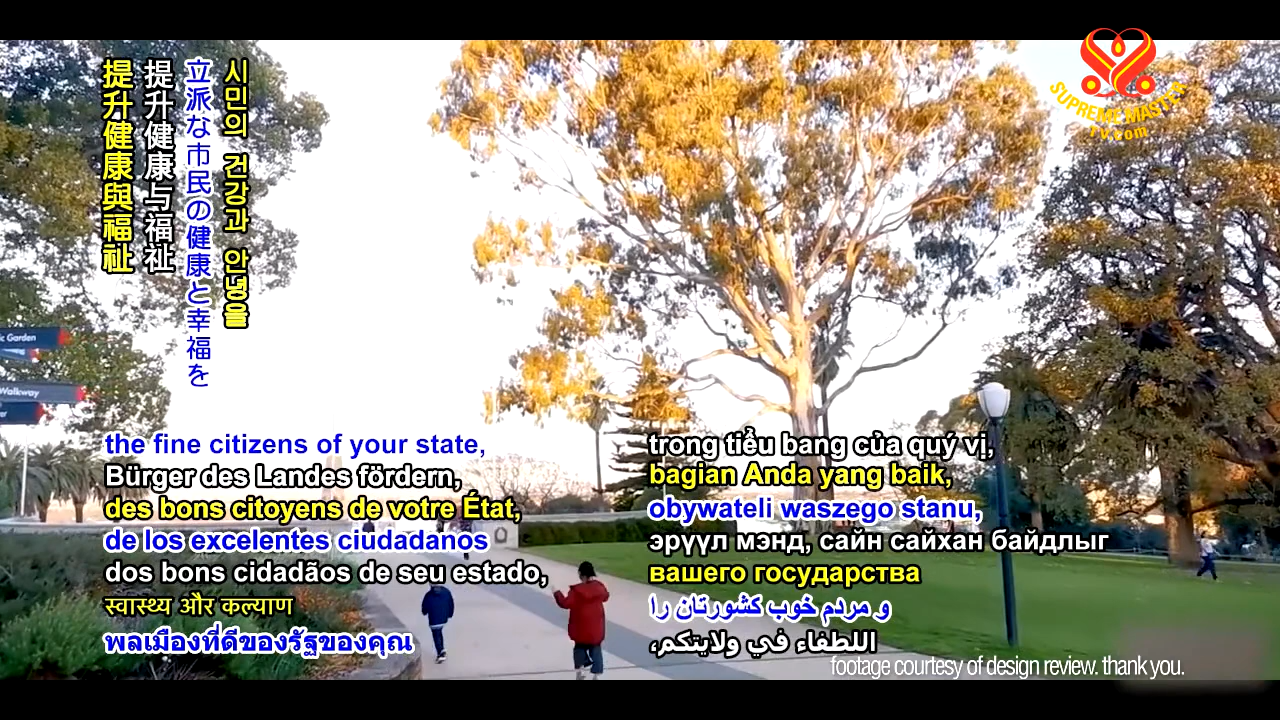 提升健康與福祉
提升健康与福祉
立派な市民の健康と幸福を
시민의 건강과 안녕을
SUPREME MASTER
TV.com
Garden
Walkway
the fine citizens of your state,
Bürger des Landes fördern,
des bons citoyens de votre État,
de los excelentes ciudadanos
dos bons cidadãos de seu estado,
स्वास्थ्य और कल्याण
พลเมืองที่ดีของรัฐของคุณ
trong tiểu bang của quý vị,
bagian Anda yang baik,
obywateli waszego stanu,
эрүүл мэнд, сайн сайхан байдлыг
вашего государства
و مردم خوب کشورتان را
اللطفاء في ولايتكم،
footage courtesy of design review. thank you.